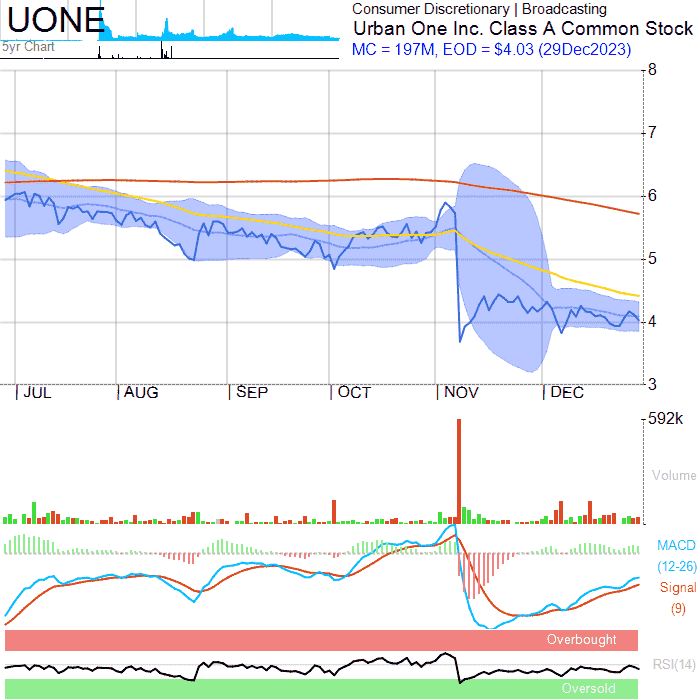 UONE
5yr Chart
Consumer Discretionary | Broadcasting
Urban One Inc. Class A Common Stock
MC = 197M, EOD = $4.03 (29Dec2023)
8
7
6
5
4
3
JUL AUG SEP OCT NOV DEC
592k
Volume
MACD
(12-26)
Signal
(9)
Overbought
RSI(14)
Oversold